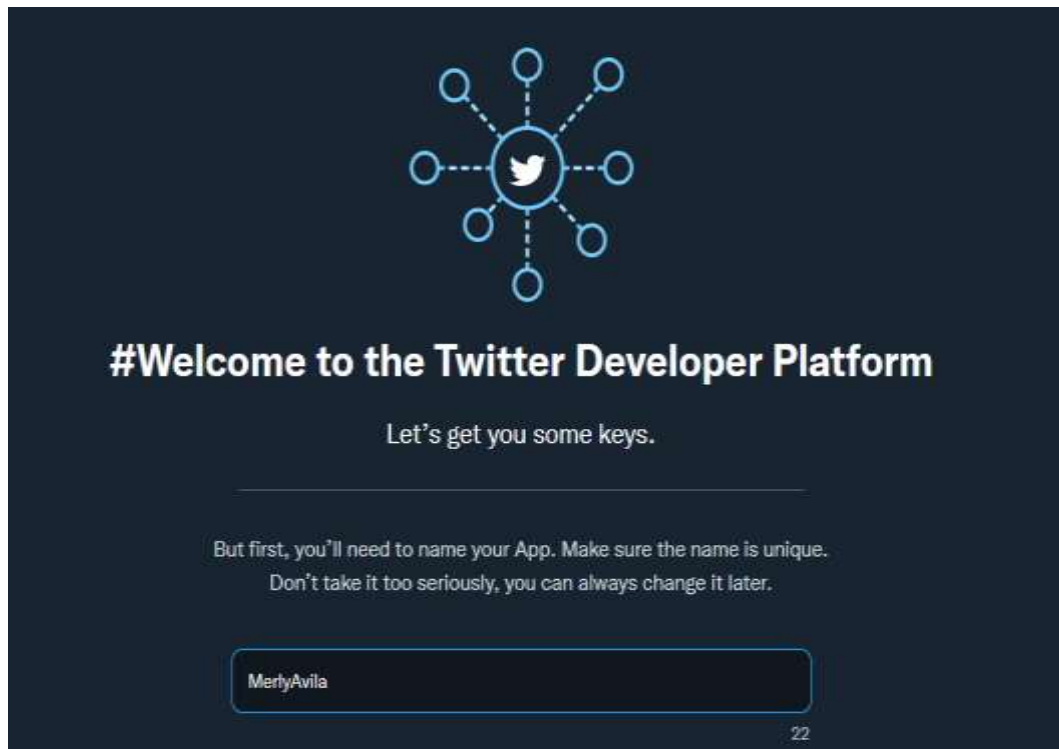 #Welcome to the Twitter Developer Platform
Let's get you some keys.
But first, you'll need to name your App. Make sure the name is unique.
Don't take it too seriously, you can always change it later.
MerlyAvila
22